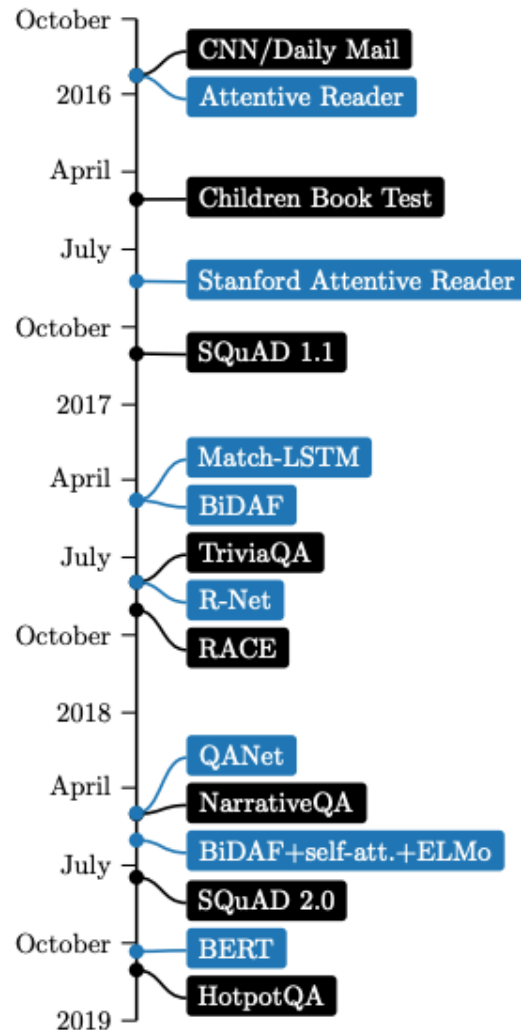 October
CNN/Daily Mail
2016
Attentive Reader
April
Children Book Test
July
Stanford Attentive Reader
October
SQuAD 1.1
2017
Match-LSTM
April
BiDAF
July
TriviaQA
R-Net
October
RACE
2018
QANet
April
NarrativeQA
BiDAF+self-att.+ELMo
July
SQuAD 2.0
October
BERT
HotpotQA
2019